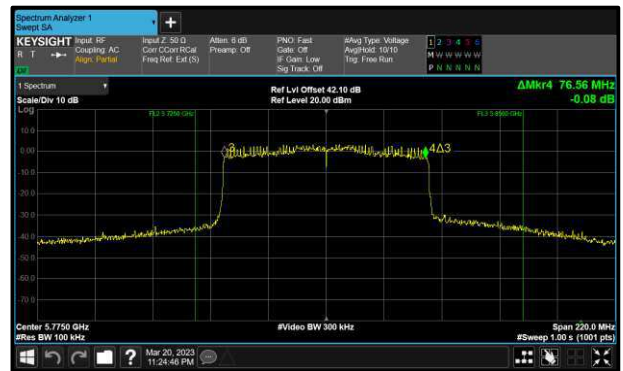 Spectrum Analyzer 1
Swept SA
KEYSIGHT
R T
Input: RF
Coupling: AC
Align: Partial
Input Z: 50 Ω
Corr CCorr RCal
Freq Ref: Ext (S)
Atten: 6 dB
Preamp: Off
PNO: Fast
Gate: Off
IF Gain: Low
Sig Track: Off
#Avg Type: Voltage
Avg|Hold: 10/10
Trig: Free Run
1 2 3 4 5 6
M W W W W W
P N N N N N
1 Spectrum
Scale/Div 10 dB
Ref Lvl Offset 42.10 dB
Ref Level 20.00 dBm
ΔMkr4 76.56 MHz
-0.08 dB
Log
10.0
0.00
-10.0
-20.0
-30.0
-40.0
-50.0
-60.0
-70.0
3
4Δ3
Center 5.7750 GHz
#Res BW 100 kHz
#Video BW 300 kHz
Span 220.0 MHz
#Sweep 1.00 s (1001 pts)
?
Mar 20, 2023
11:24:46 PM